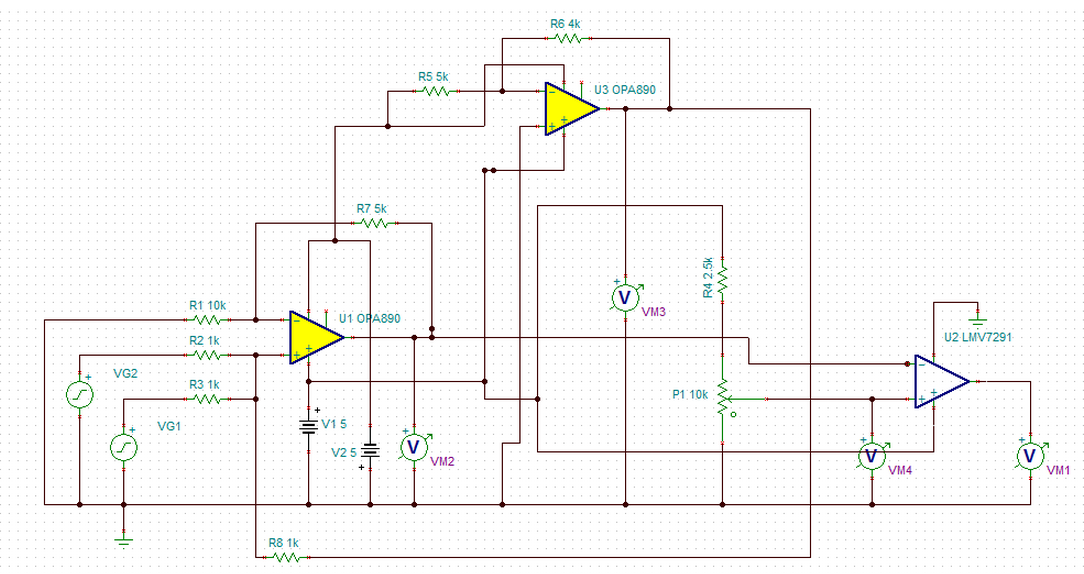 R6 4k
R5 5k
U3 OPA890
R7 5k
R4 2.5k
V
VM3
R1 10k
U1 OPA890
R2 1k
U2 LMV7291
VG2
R3 1k
P1 10k
VG1
V1 5
V2 5
V
VM2
V
VM4
V
VM1
R8 1k